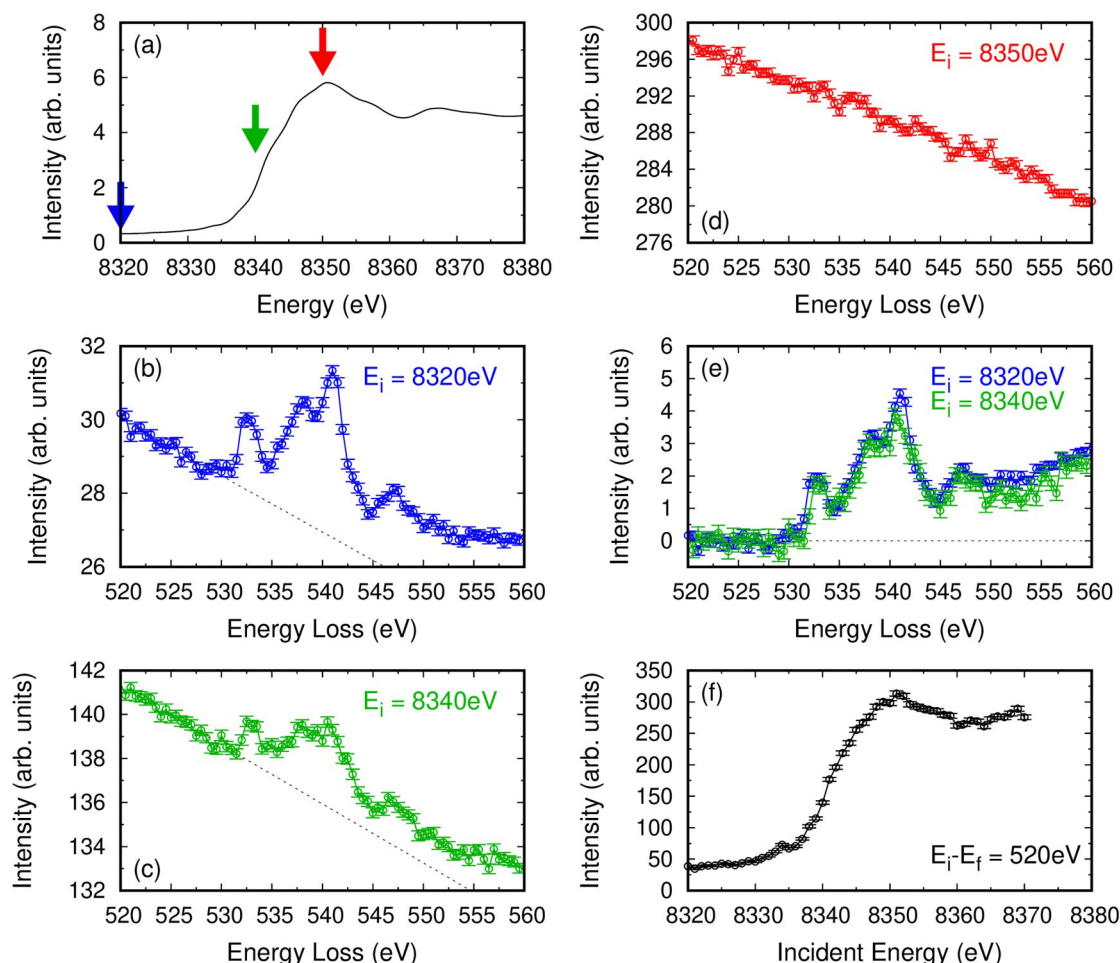 8
6
4
2
0
Intensity (arb. units)
(a)
8320 8330 8340 8350 8360 8370 8380
Energy (eV)
300
296
292
288
284
280
276
Intensity (arb. units)
E_i = 8350eV
(d)
520 525 530 535 540 545 550 555 560
Energy Loss (eV)
32
30
28
26
Intensity (arb. units)
(b)
E_i = 8320eV
520 525 530 535 540 545 550 555 560
Energy Loss (eV)
6
5
4
3
2
1
0
Intensity (arb. units)
(e)
E_i = 8320eV
E_i = 8340eV
520 525 530 535 540 545 550 555 560
Energy Loss (eV)
142
140
138
136
134
132
Intensity (arb. units)
E_i = 8340eV
(c)
520 525 530 535 540 545 550 555 560
Energy Loss (eV)
350
300
250
200
150
100
50
0
Intensity (arb. units)
(f)
E_i-E_f = 520eV
8320 8330 8340 8350 8360 8370 8380
Incident Energy (eV)